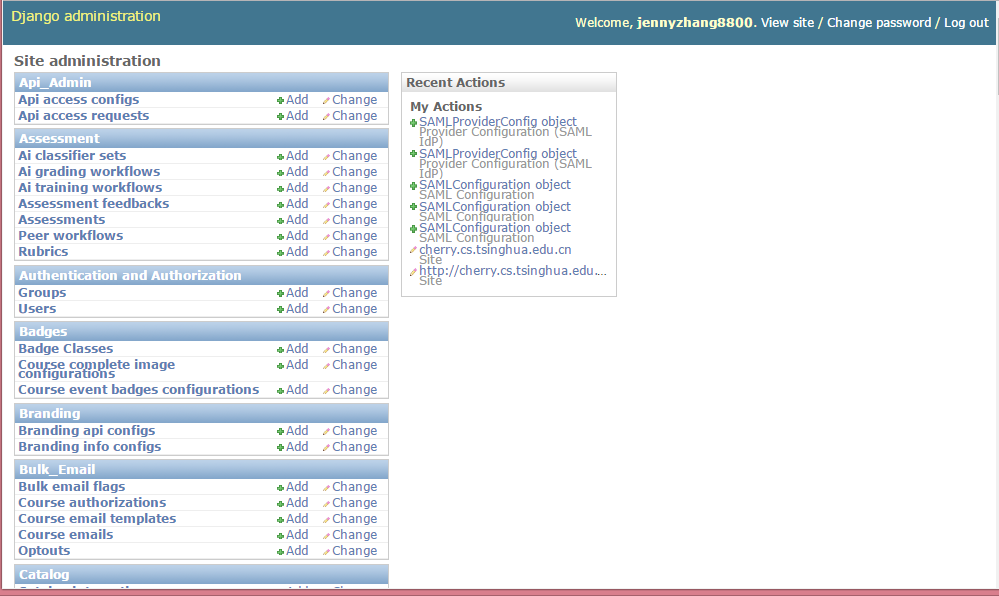 Django administration
Welcome, jennyzhang8800. View site / Change password / Log out
Site administration
Api_Admin
Api access configs Add Change
Api access requests Add Change
Assessment
Ai classifier sets Add Change
Ai grading workflows Add Change
Ai training workflows Add Change
Assessment feedbacks Add Change
Assessments Add Change
Peer workflows Add Change
Rubrics Add Change
Authentication and Authorization
Groups Add Change
Users Add Change
Badges
Badge Classes Add Change
Course complete image Add Change
configurations
Course event badges configurations Add Change
Branding
Branding api configs Add Change
Branding info configs Add Change
Bulk_Email
Bulk email flags Add Change
Course authorizations Add Change
Course email templates Add Change
Course emails Add Change
Optouts Add Change
Catalog
Recent Actions
My Actions
SAMLProviderConfig object
Provider Configuration (SAML
IdP)
SAMLProviderConfig object
Provider Configuration (SAML
IdP)
SAMLConfiguration object
SAML Configuration
SAMLConfiguration object
SAML Configuration
SAMLConfiguration object
SAML Configuration
cherry.cs.tsinghua.edu.cn
Site
http://cherry.cs.tsinghua.edu....
Site